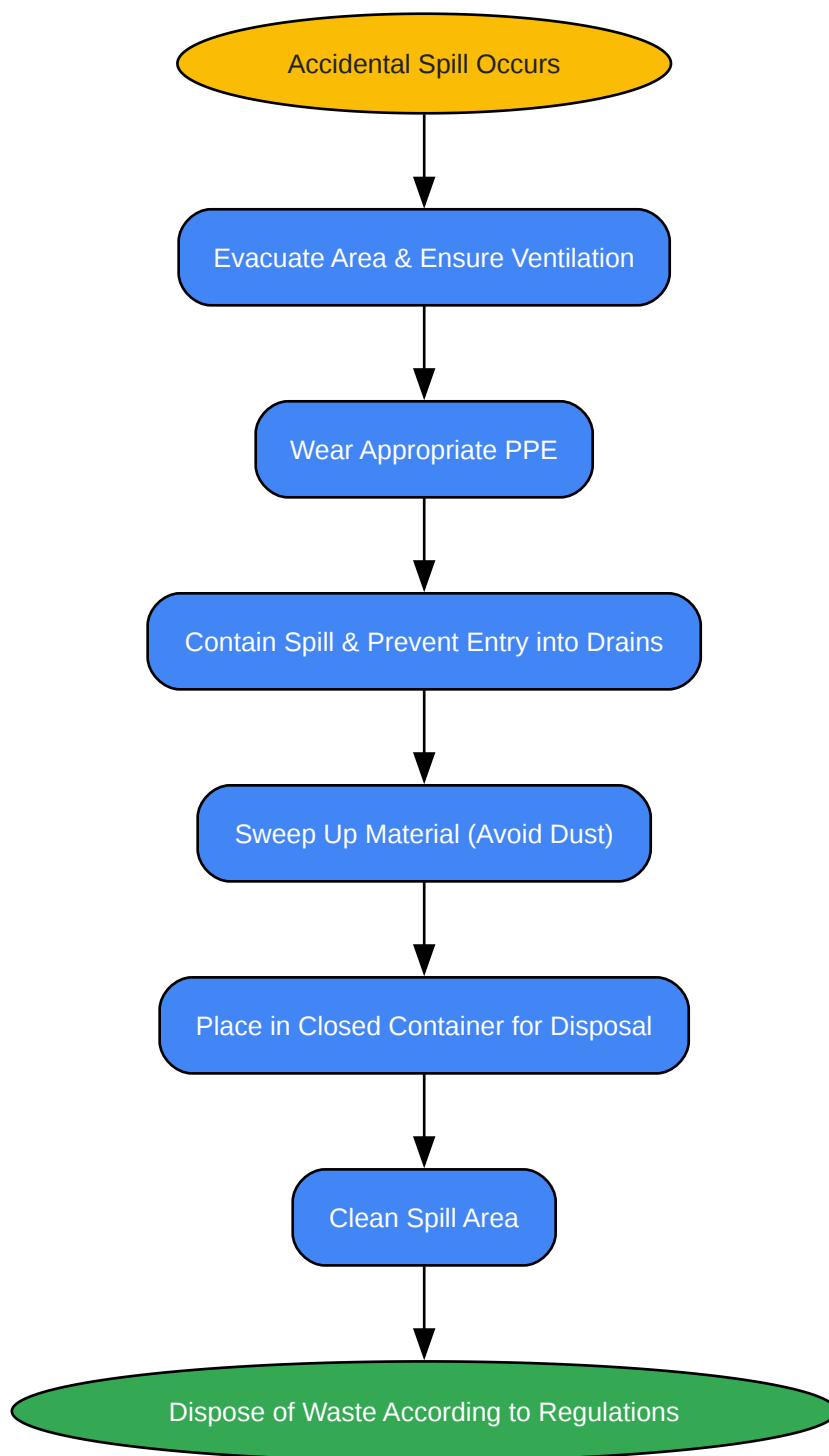 Accidental Spill Occurs
Evacuate Area & Ensure Ventilation
Wear Appropriate PPE
Contain Spill & Prevent Entry into Drains
Sweep Up Material (Avoid Dust)
Place in Closed Container for Disposal
Clean Spill Area
Dispose of Waste According to Regulations